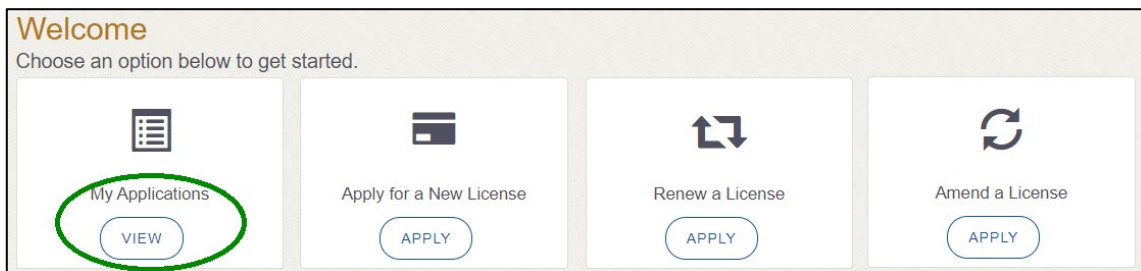 Welcome
Choose an option below to get started.
My Applications
VIEW
Apply for a New License
APPLY
Renew a License
APPLY
Amend a License
APPLY